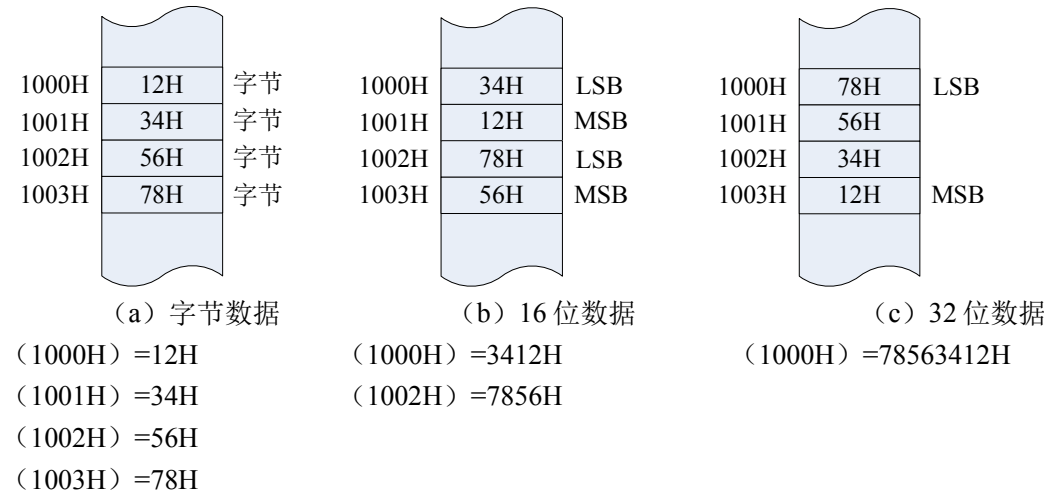 1000H 12H 字节
1001H 34H 字节
1002H 56H 字节
1003H 78H 字节
1000H 34H LSB
1001H 12H MSB
1002H 78H LSB
1003H 56H MSB
1000H 78H LSB
1001H 56H
1002H 34H
1003H 12H MSB
（a）字节数据
（b）16 位数据
（c）32 位数据
（1000H）=12H
（1001H）=34H
（1002H）=56H
（1003H）=78H
（1000H）=3412H
（1002H）=7856H
（1000H）=78563412H